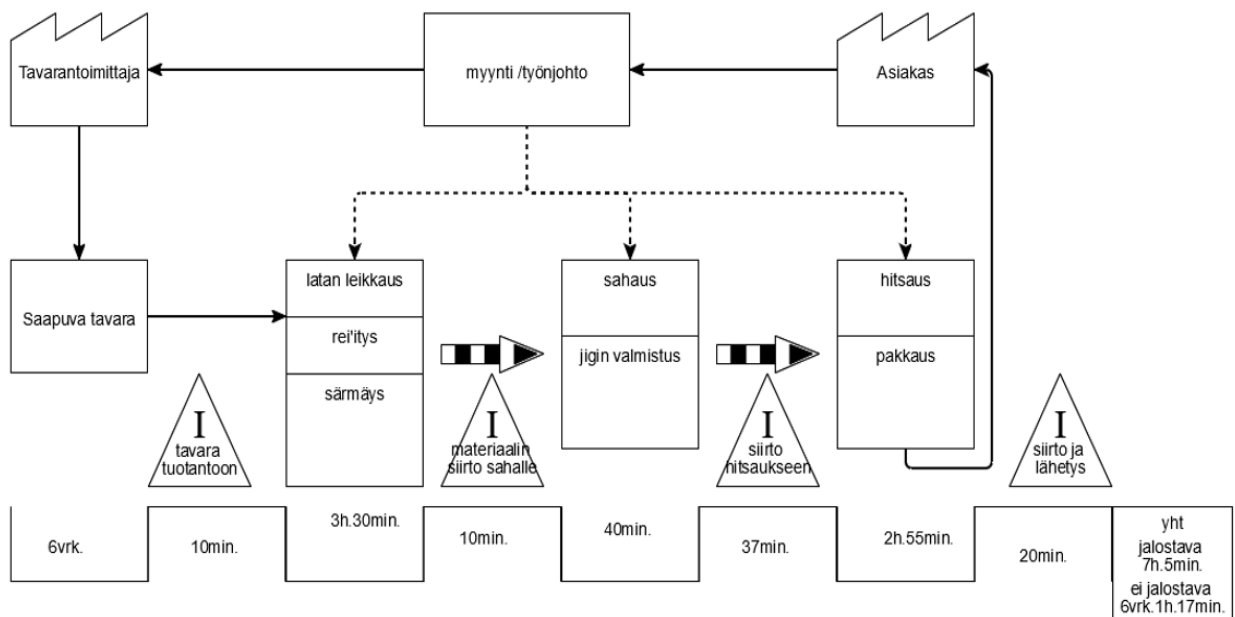 Tavarantoimittaja
myynti /työnjohto
Asiakas
Saapuva tavara
latan leikkaus
rei'itys
särmäys
sahaus
jigin valmistus
hitsaus
pakkaus
I
tavara
tuotantoon
I
materiaalin
siirto sahalle
I
siirto
hitsaukseen
I
siirto ja
lähetys
6vrk.
10min.
3h.30min.
10min.
40min.
37min.
2h.55min.
20min.
yht
jalostava
7h.5min.
ei jalostava
6vrk.1h.17min.